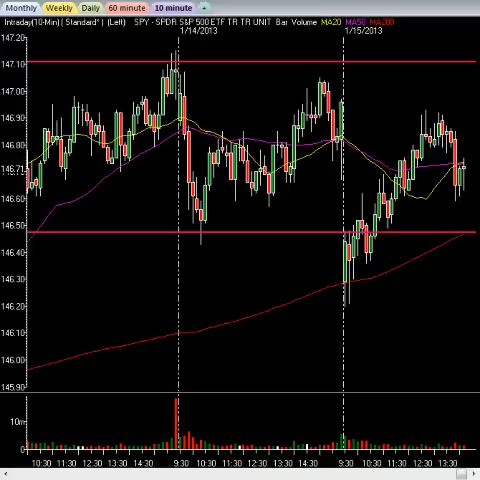 Monthly Weekly Daily 60 minute 10 minute
Intraday(10-Min) [ Standard* ] (Left) SPY - SPDR S&P 500 ETF TR TR UNIT Bar Volume MA20 MA50 MA200
147.20 1/14/2013 1/15/2013
147.10
147.00
146.90
146.80
146.71
146.60
146.50
146.40
146.30
146.20
146.10
146.00
145.90
10m
0
10:30 11:30 12:30 13:30 14:30 9:30 10:30 11:30 12:30 13:30 14:30 9:30 10:30 11:30 12:30 13:30